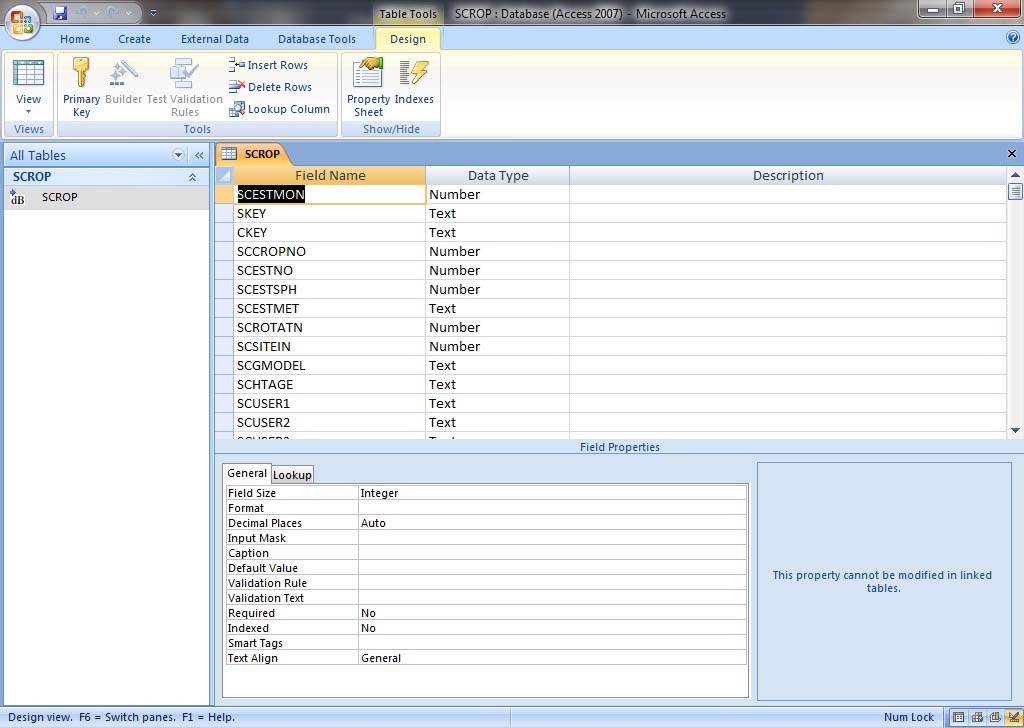 Table Tools SCROP : Database (Access 2007) - Microsoft Access
Home Create External Data Database Tools Design
View
Views
Primary Key
Builder
Test Validation Rules
Insert Rows
Delete Rows
Lookup Column
Tools
Property Sheet
Indexes
Show/Hide
All Tables
SCROP
dB SCROP
SCROP
Field Name Data Type Description
SCESTMON Number
SKEY Text
CKEY Text
SCCROPNO Number
SCESTNO Number
SCESTSPH Number
SCESTMET Text
SCROTATN Number
SCSITEIN Number
SCGMODEL Text
SCHTAGE Text
SCUSER1 Text
SCUSER2 Text
Field Properties
General Lookup
Field Size Integer
Format
Decimal Places Auto
Input Mask
Caption
Default Value
Validation Rule
Validation Text
Required No
Indexed No
Smart Tags
Text Align General
This property cannot be modified in linked
tables.
Design view. F6 = Switch panes. F1 = Help. Num Lock